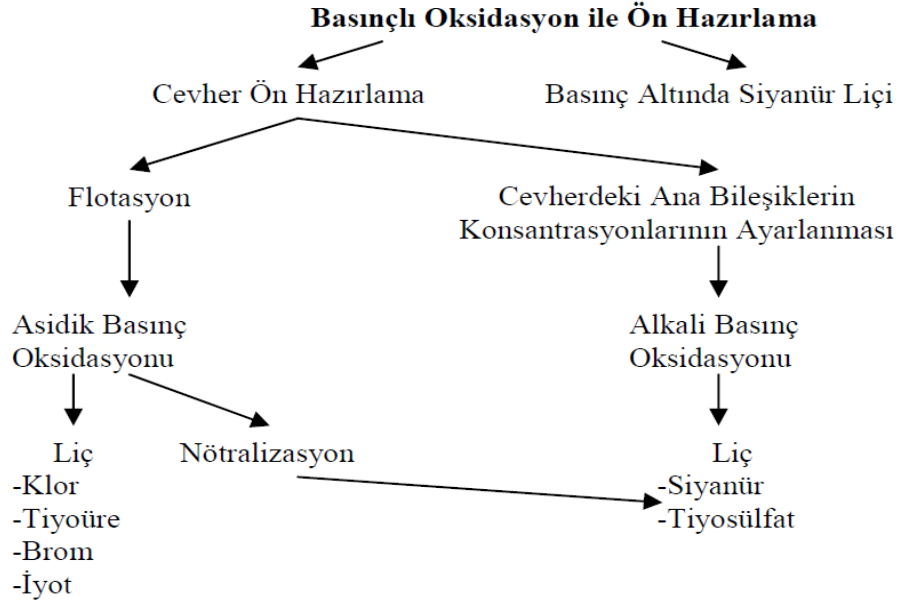 Basınçlı Oksidasyon ile Ön Hazırlama
Cevher Ön Hazırlama
Basınç Altında Siyanür Liçi
Flotasyon
Cevherdeki Ana Bileşiklerin
Konsantrasyonlarının Ayarlanması
Asidik Basınç
Oksidasyonu
Alkali Basınç
Oksidasyonu
Liç
-Klor
-Tiyoüre
-Brom
-İyot
Nötralizasyon
Liç
-Siyanür
-Tiyosülfat